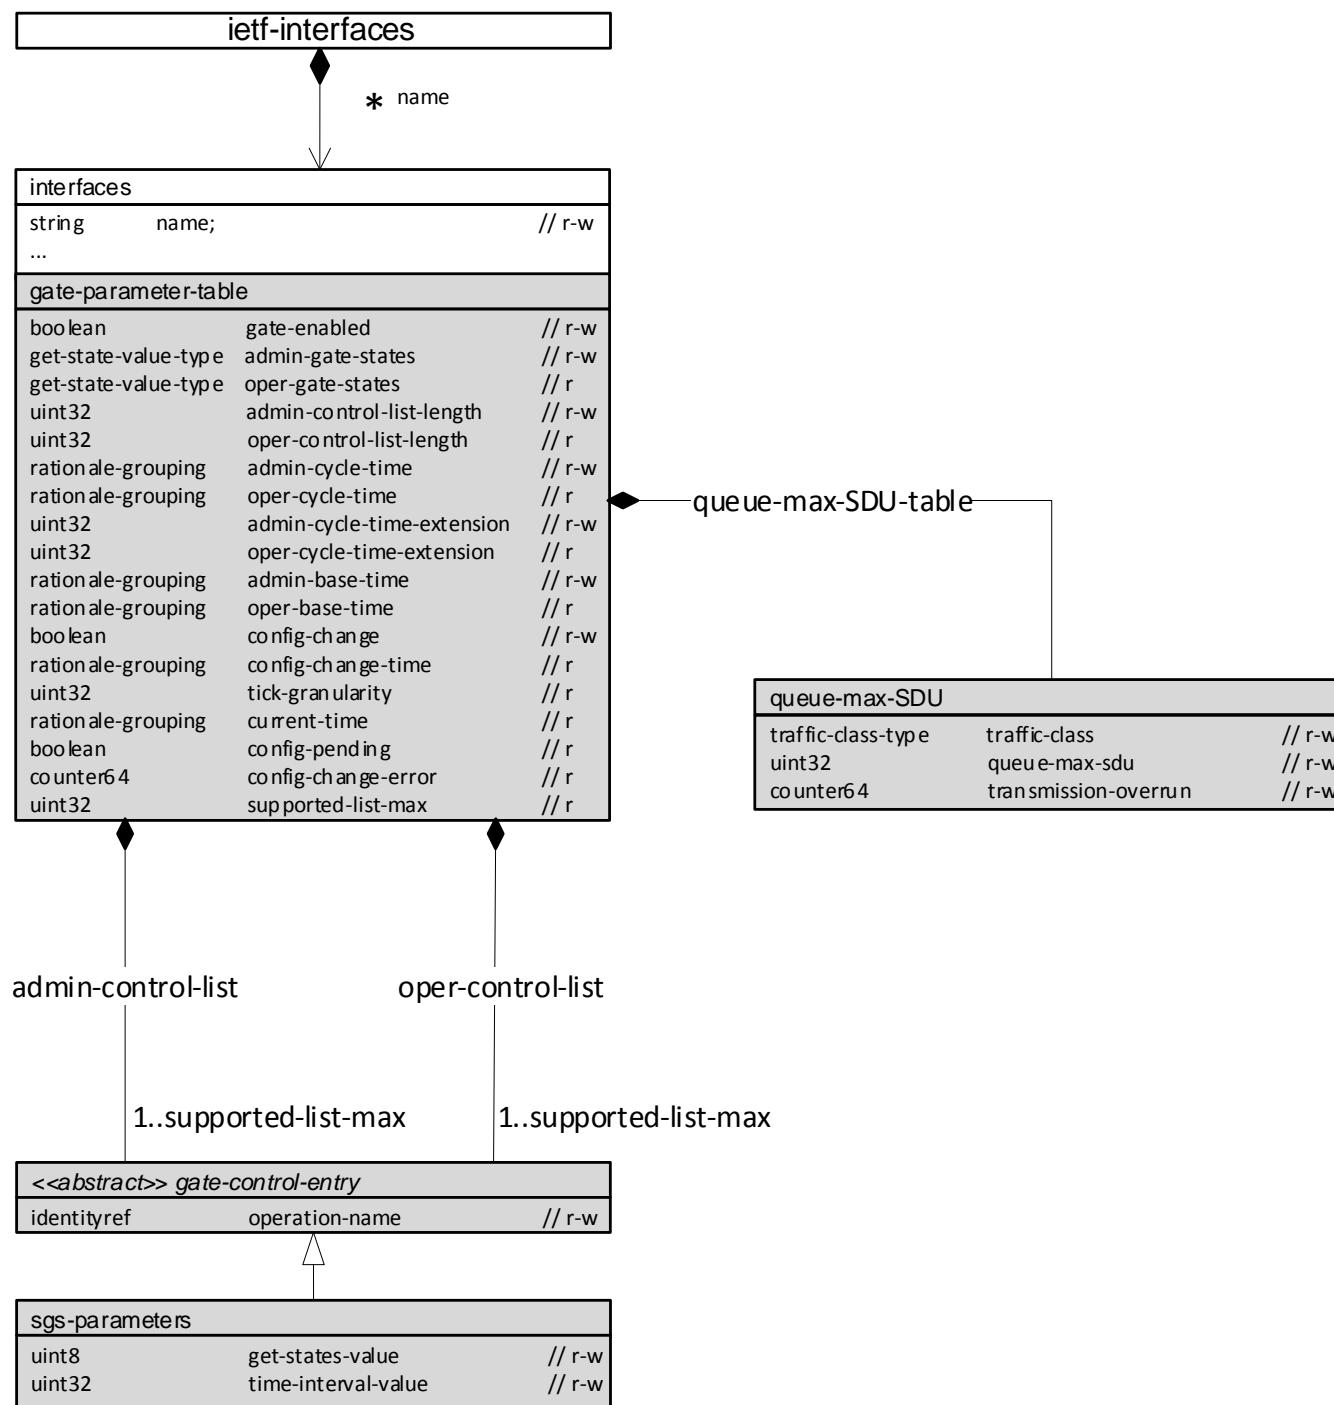 ietf-interfaces
* name
interfaces
string name; // r-w
...
gate-parameter-table
boolean gate-enabled // r-w
get-state-value-type admin-gate-states // r-w
get-state-value-type oper-gate-states // r
uint32 admin-control-list-length // r-w
uint32 oper-control-list-length // r
rationale-grouping admin-cycle-time // r-w
rationale-grouping oper-cycle-time // r
uint32 admin-cycle-time-extension // r-w
uint32 oper-cycle-time-extension // r
rationale-grouping admin-base-time // r-w
rationale-grouping oper-base-time // r
boolean config-change // r-w
rationale-grouping config-change-time // r
uint32 tick-granularity // r
rationale-grouping current-time // r
boolean config-pending // r
counter64 config-change-error // r
uint32 supported-list-max // r
queue-max-SDU-table
queue-max-SDU
traffic-class-type traffic-class // r-w
uint32 queue-max-sdu // r-w
counter64 transmission-overrun // r-w
admin-control-list oper-control-list
1..supported-list-max 1..supported-list-max
<<abstract>> gate-control-entry
identityref operation-name // r-w
sgs-parameters
uint8 get-states-value // r-w
uint32 time-interval-value // r-w